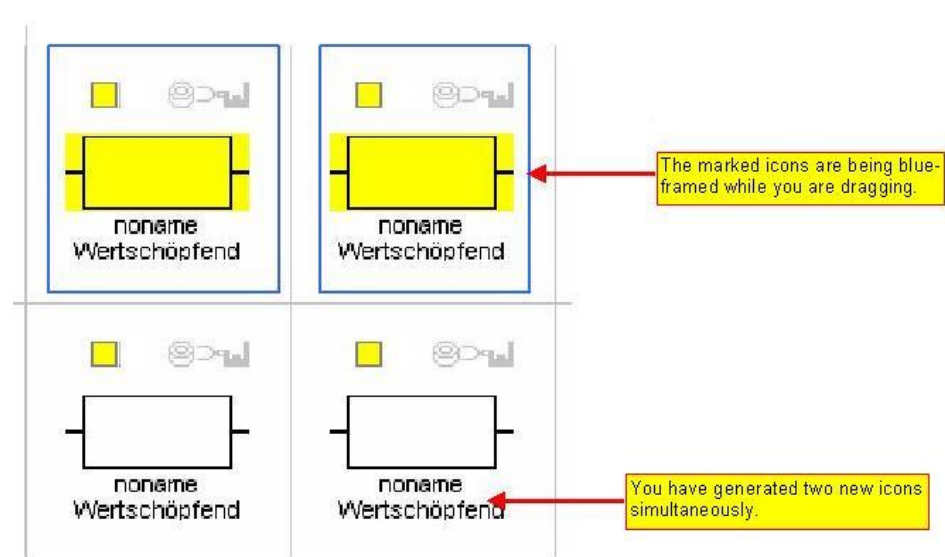 noname
Wertschöpfend
noname
Wertschöpfend
The marked icons are being blue-
framed while you are dragging.
noname
Wertschöpfend
noname
Wertschöpfend
You have generated two new icons
simultaneously.